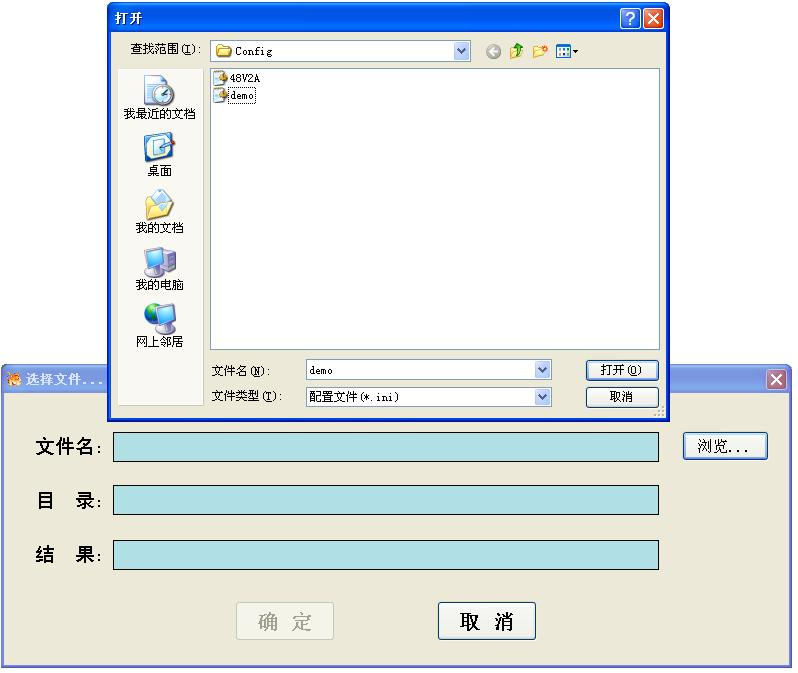 打开
查找范围(I):
Config
48V2A
demo
我最近的文档
桌面
我的文档
我的电脑
网上邻居
文件名(N):
demo
打开(O)
文件类型(T):
配置文件(*.ini)
取消
选择文件...
文件名:
浏览...
目 录:
结 果:
确 定
取 消